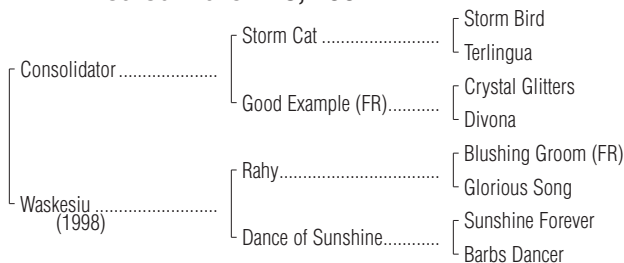 Storm Bird
Storm Cat ........................
Terlingua
Consolidator ....................
Crystal Glitters
Good Example (FR)...........
Divona
Blushing Groom (FR)
Rahy................................
Glorious Song
Waskesiu .........................
(1998)
Sunshine Forever
Dance of Sunshine............
Barbs Dancer